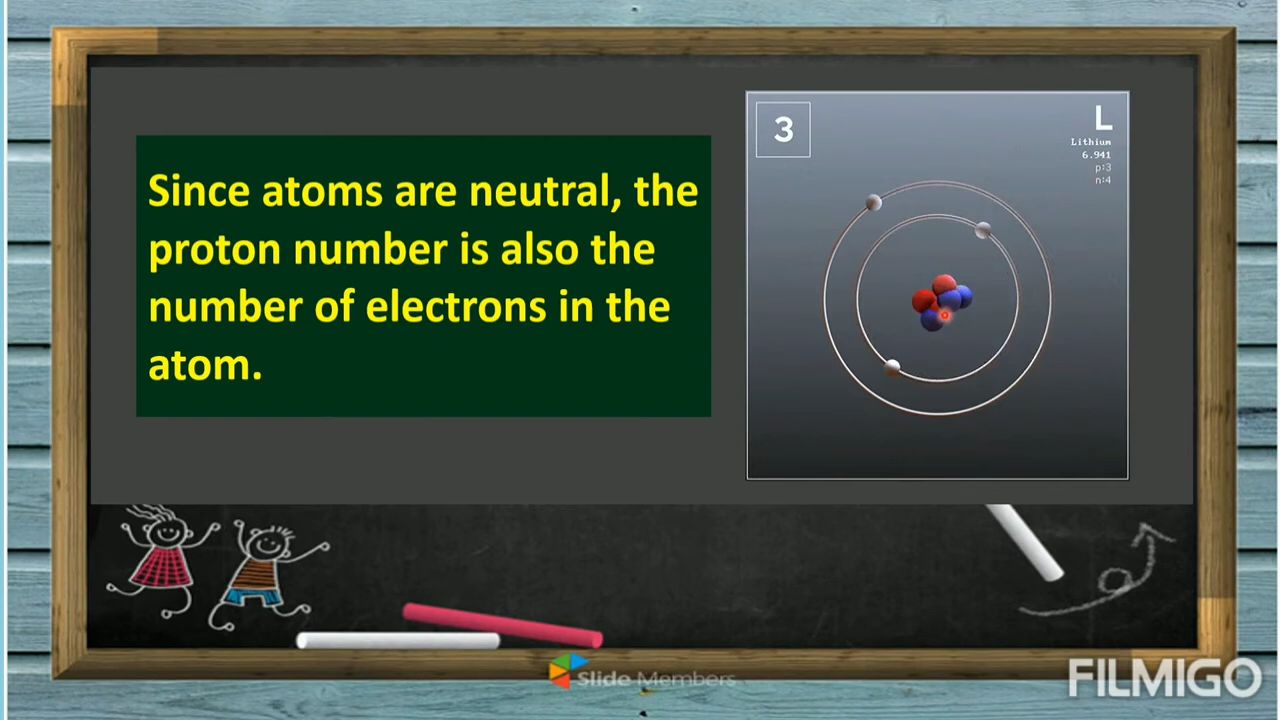 Since atoms are neutral, the
proton number is also the
number of electrons in the
atom.
3
L
Lithium
6.941
p:3
n:4
Slide Members
FILMIGO